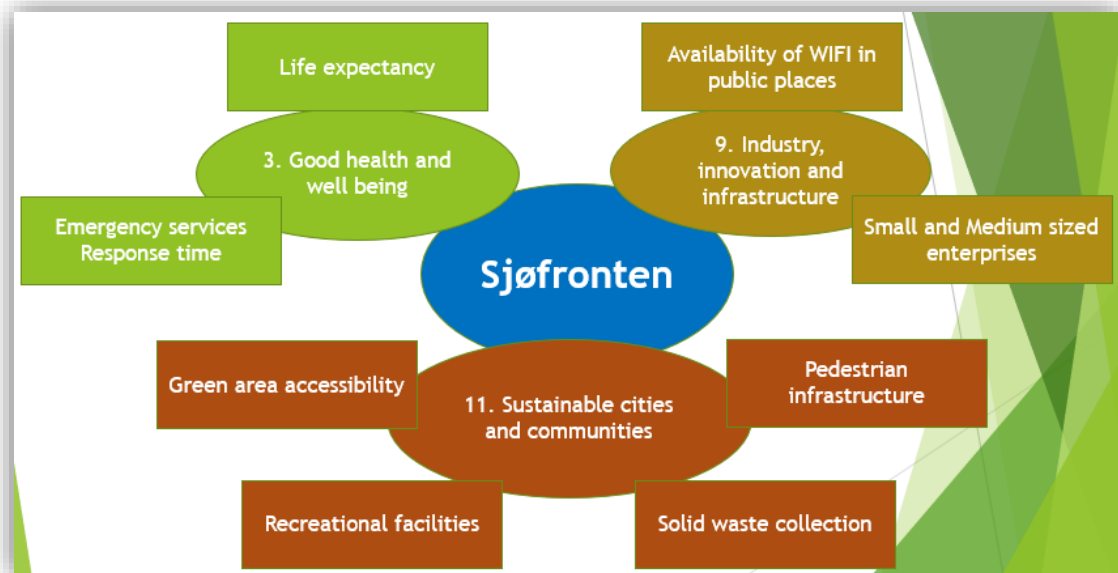 Life expectancy
Availability of WIFI in
public places
3. Good health and
well being
9. Industry,
innovation and
infrastructure
Emergency services
Response time
Small and Medium sized
enterprises
Sjøfronten
Green area accessibility
11. Sustainable cities
and communities
Pedestrian
infrastructure
Recreational facilities
Solid waste collection